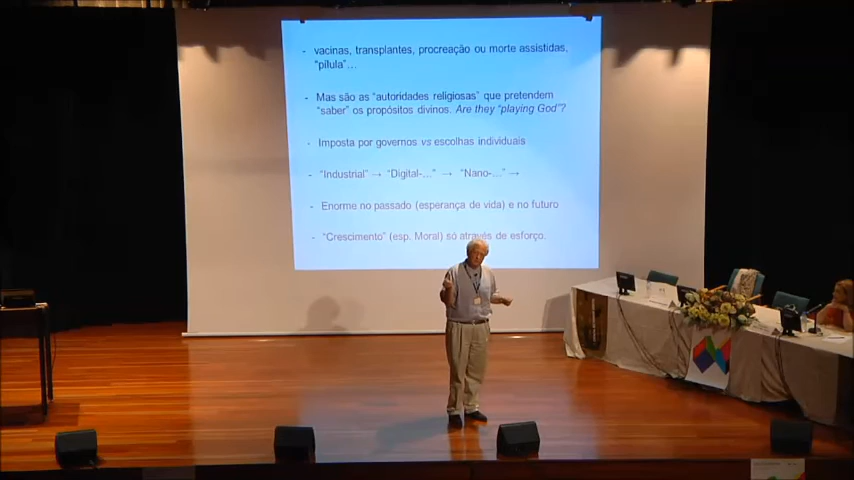 - vacinas, transplantes, procreação ou morte assistidas,
"pílula"...
- Mas são as "autoridades religiosas" que pretendem
"saber" os propósitos divinos. Are they "playing God"?
- Imposta por governos vs escolhas individuais
- "Industrial" → "Digital-..." → "Nano-..." →
- Enorme no passado (esperança de vida) e no futuro
- "Crescimento" (esp. Moral) só através de esforço.